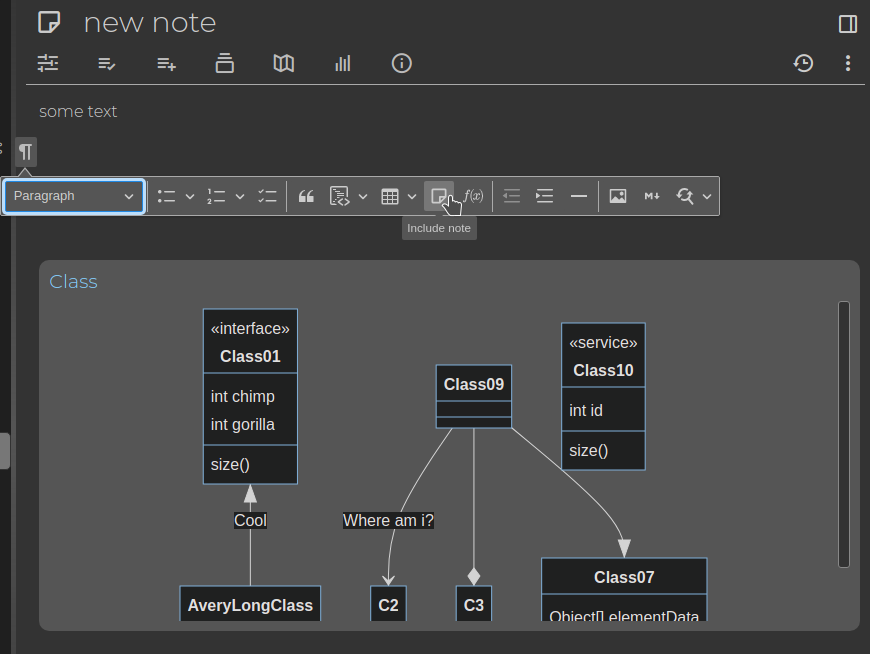 new note
some text
Paragraph
f(x)
M↓
Include note
Class
«interface»
Class01
int chimp
int gorilla
size()
Class09
«service»
Class10
int id
size()
Cool
Where am i?
AveryLongClass
C2
C3
Class07
Object[] elementData